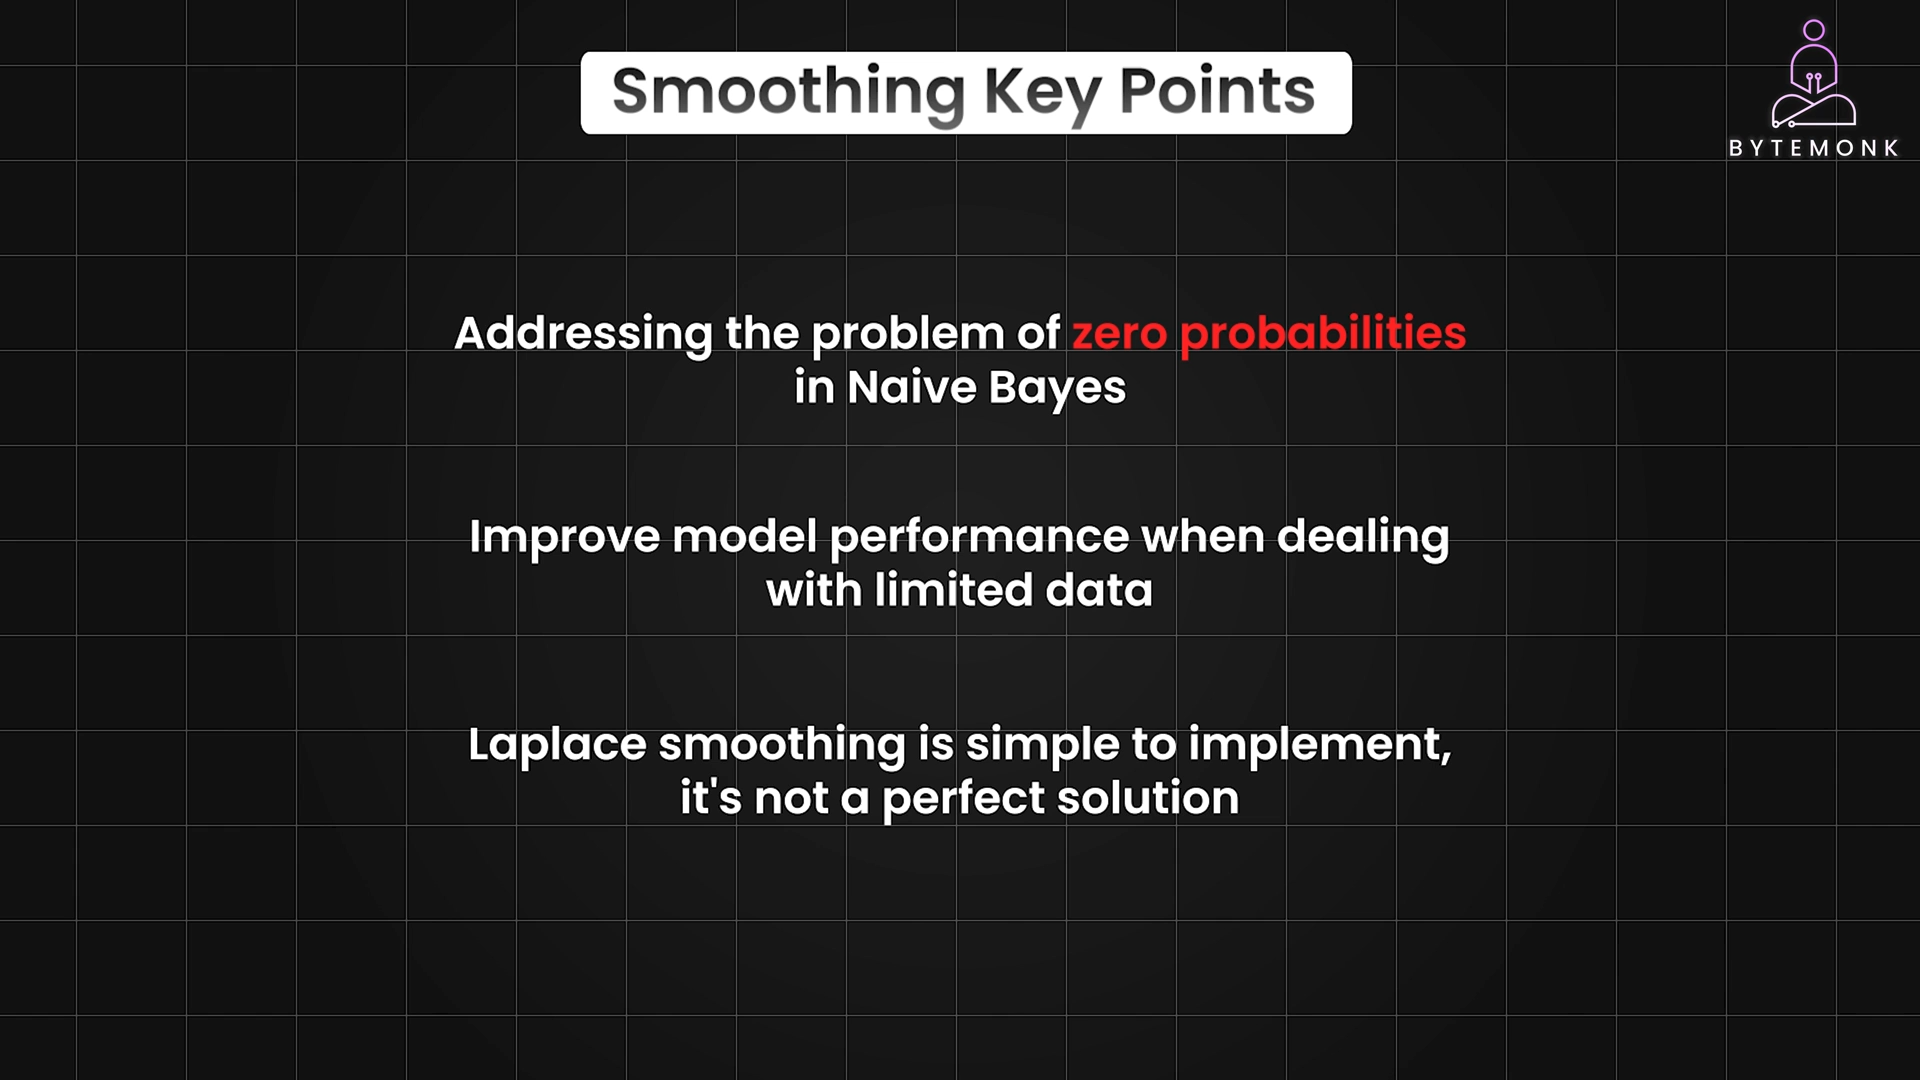 Smoothing Key Points
BYTEMONK
Addressing the problem of zero probabilities
in Naive Bayes
Improve model performance when dealing
with limited data
Laplace smoothing is simple to implement,
it's not a perfect solution